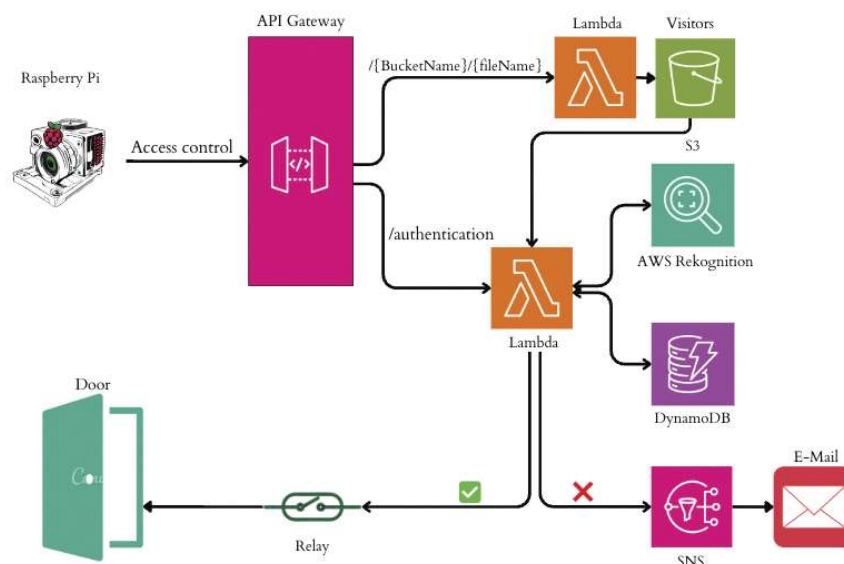 API Gateway
Lambda
Visitors
/{BucketName}/{fileName}
Raspberry Pi
Access control
</>
S3
/authentication
AWS Rekognition
Lambda
Door
DynamoDB
E-Mail
Relay
SNS